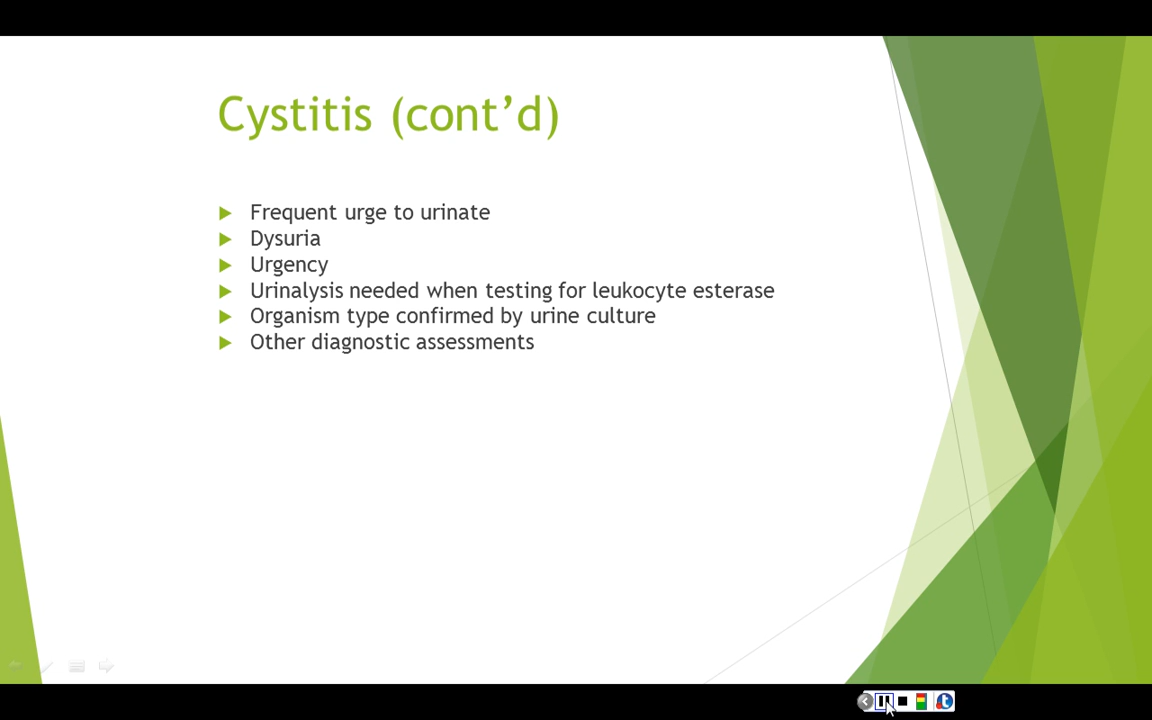 Cystitis (cont’d)
Frequent urge to urinate
Dysuria
Urgency
Urinalysis needed when testing for leukocyte esterase
Organism type confirmed by urine culture
Other diagnostic assessments